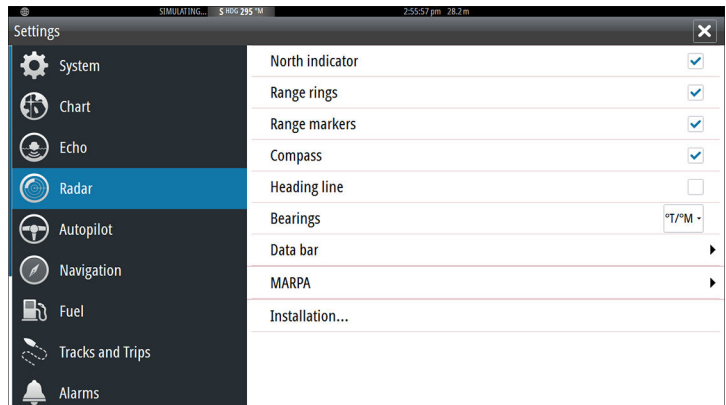 SIMULATING... S HDG 295 °M 2:55:57 pm 28.2 m
Settings
System
Chart
Echo
Radar
Autopilot
Navigation
Fuel
Tracks and Trips
Alarms
North indicator
Range rings
Range markers
Compass
Heading line
Bearings °T/°M
Data bar
MARPA
Installation...